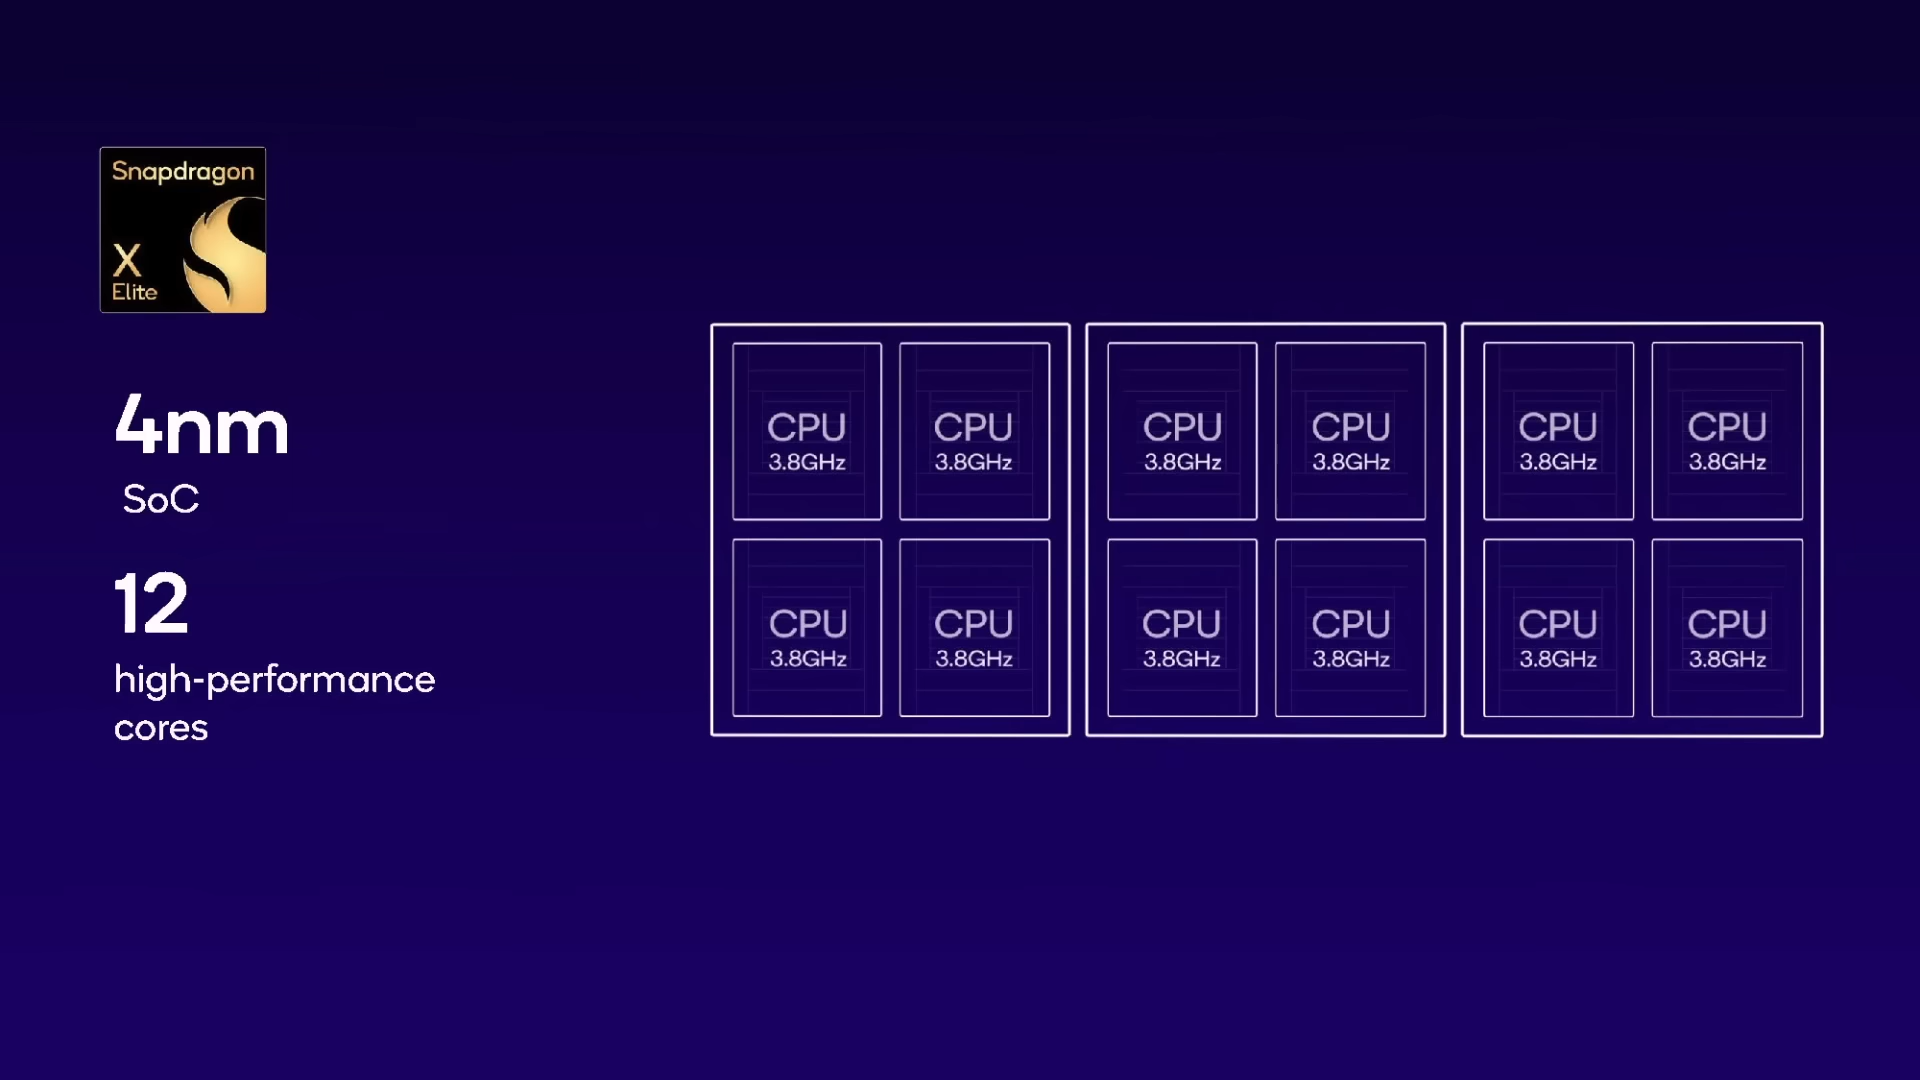 Snapdragon
X
Elite
4nm
SoC
12
high-performance
cores
CPU CPU CPU CPU CPU CPU
3.8GHz 3.8GHz 3.8GHz 3.8GHz 3.8GHz 3.8GHz
CPU CPU CPU CPU CPU CPU
3.8GHz 3.8GHz 3.8GHz 3.8GHz 3.8GHz 3.8GHz